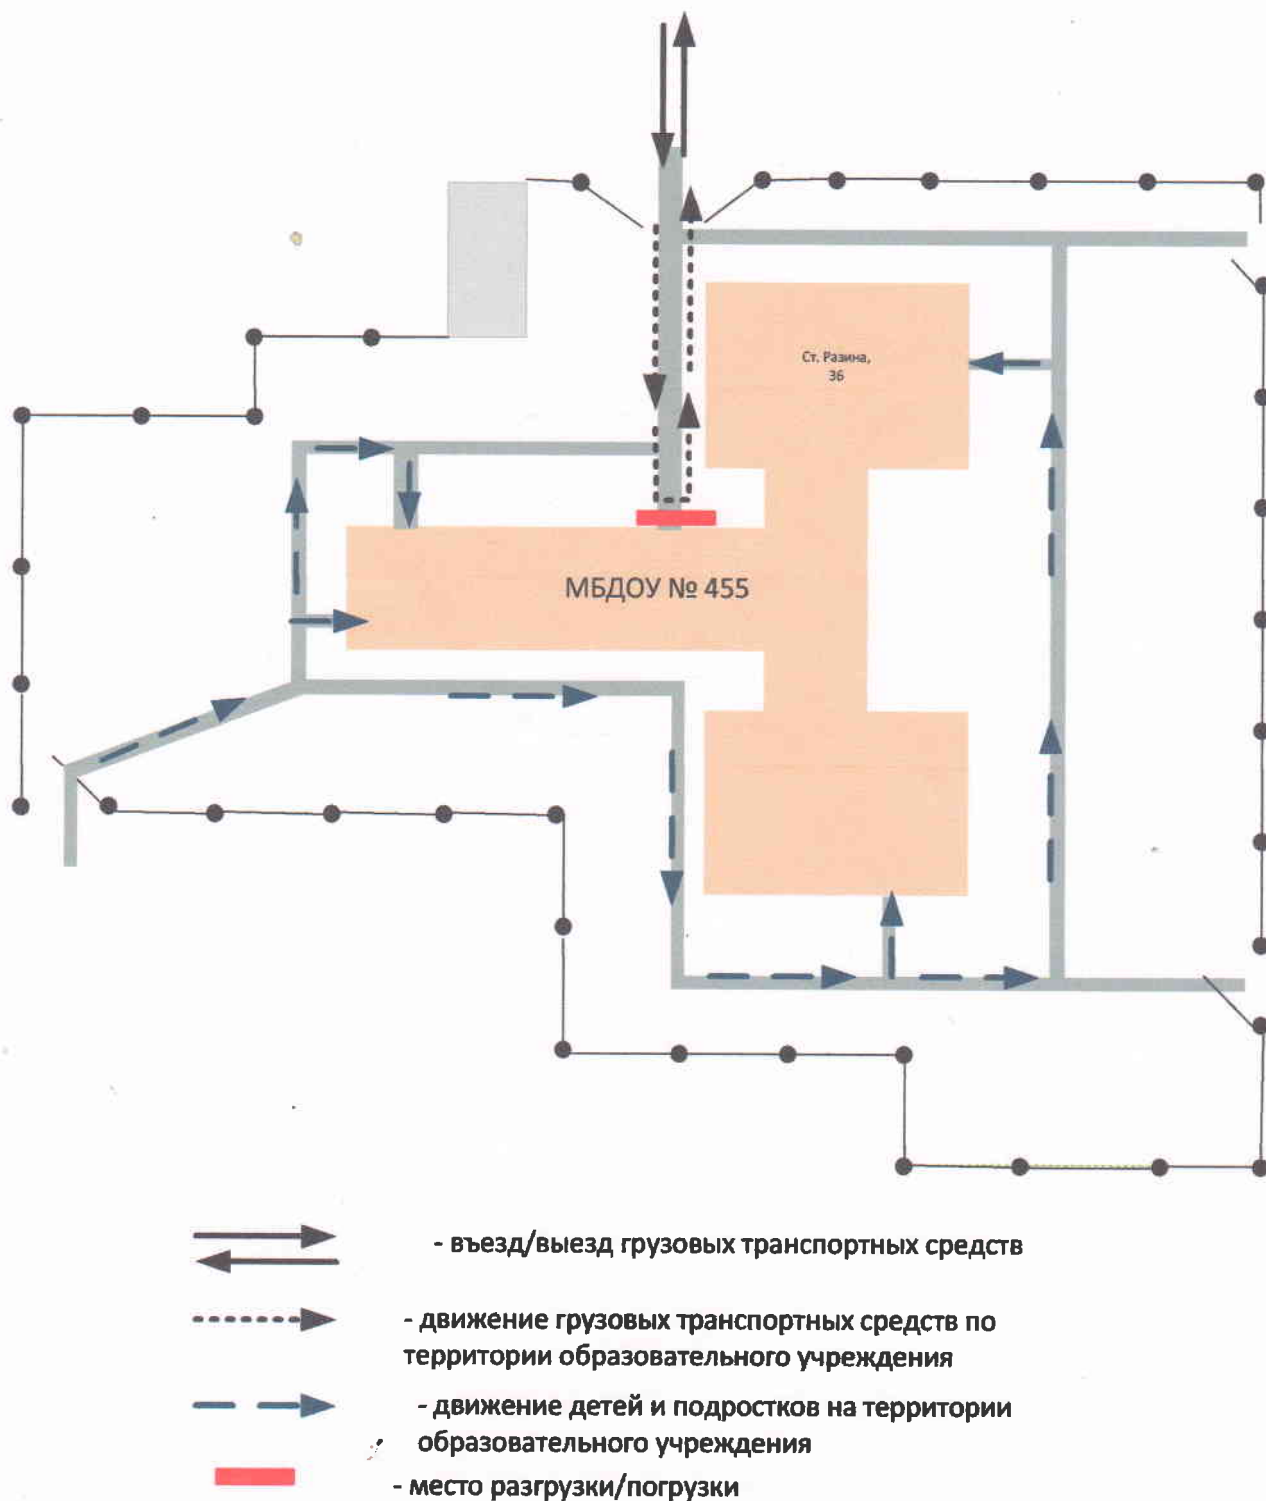 Ст. Разина,
36
МБДОУ № 455
- въезд/выезд грузовых транспортных средств
- движение грузовых транспортных средств по
территории образовательного учреждения
- движение детей и подростков на территории
образовательного учреждения
- место разгрузки/погрузки